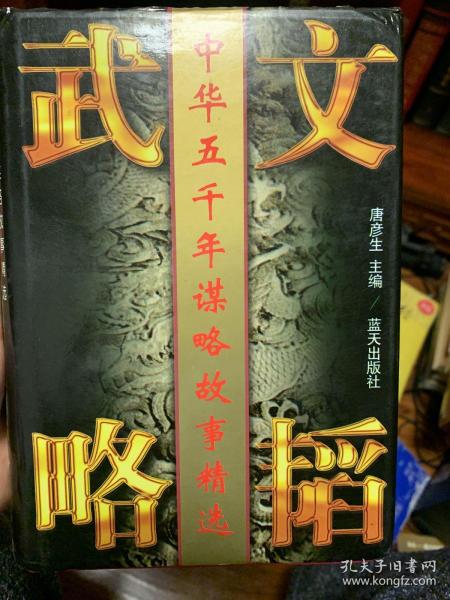 文韬
武略
中华五千年谋略故事精选
唐彦生 主编/蓝天出版社
孔夫子旧书网
www.kongfz.com